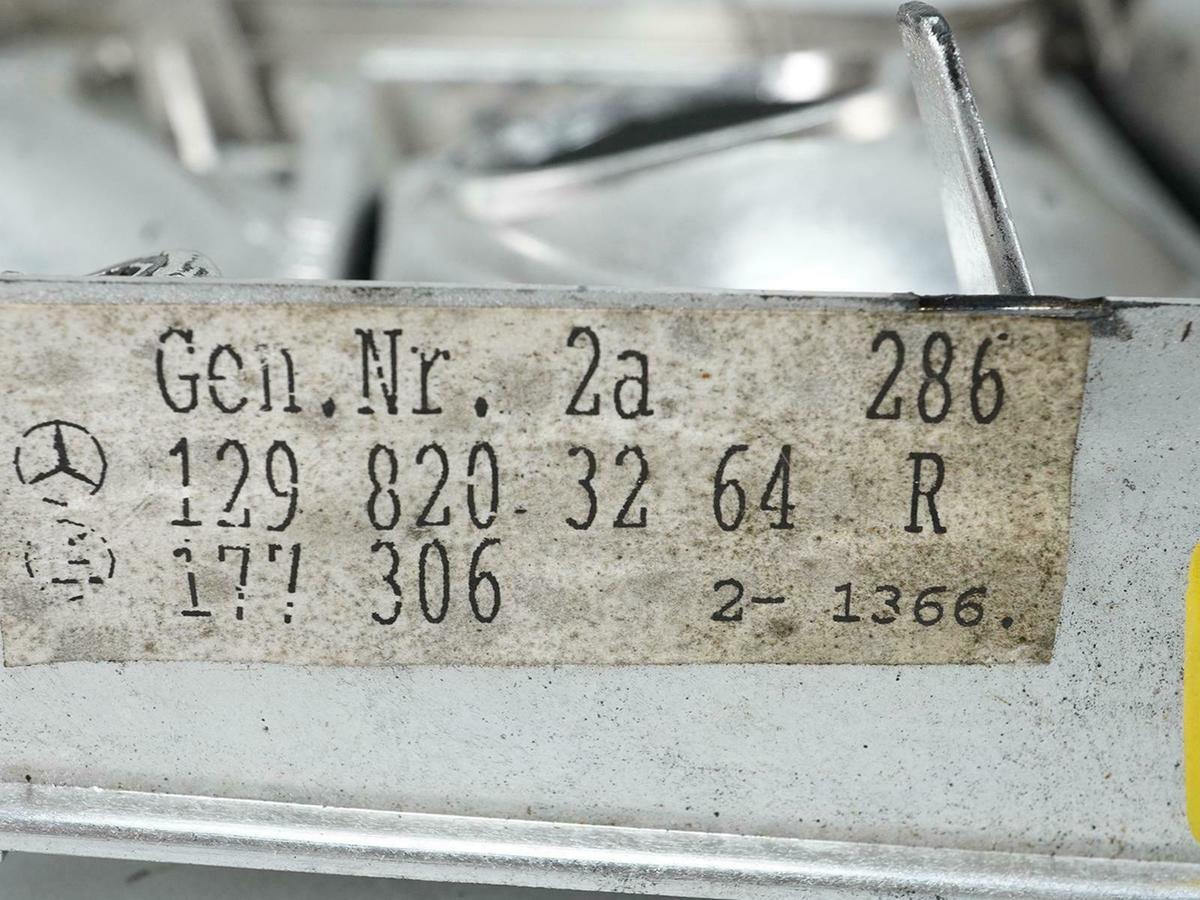 Gen.Nr. 2a 286
129 820 32 64 R
177 306 2- 1366.